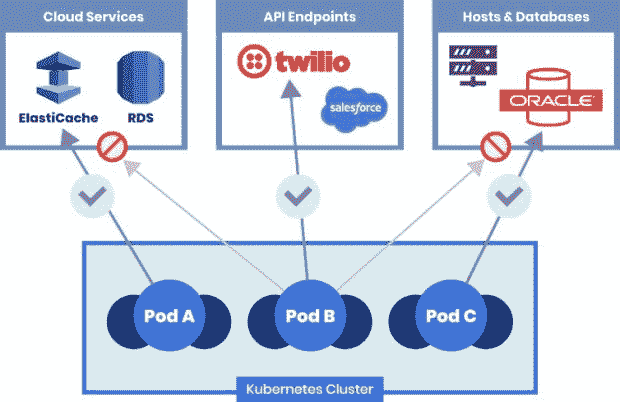 Cloud Services
API Endpoints
Hosts & Databases
ElastiCache
RDS
twilio
salesforce
ORACLE
Pod A
Pod B
Pod C
Kubernetes Cluster